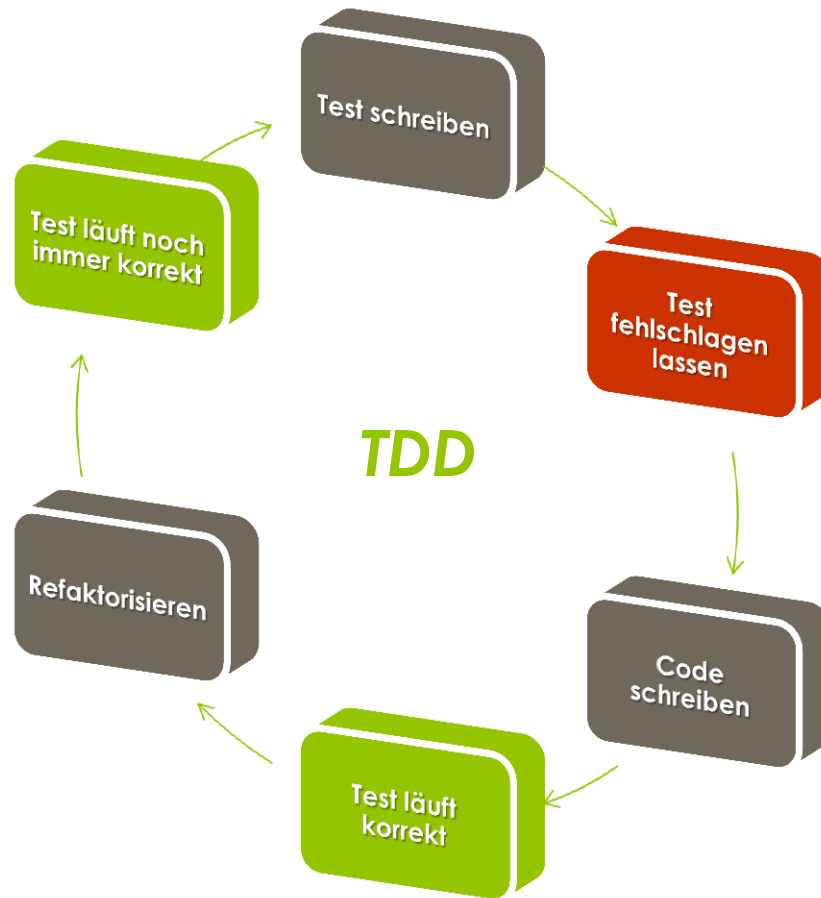 Test schreiben
Test
fehlschlagen
lassen
Code
schreiben
Test läuft
korrekt
Refaktorisieren
Test läuft noch
immer korrekt
TDD